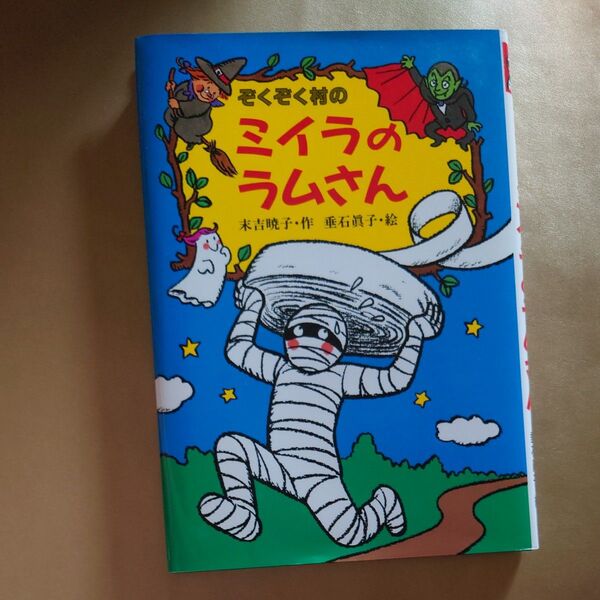 ぞくぞく村の
ミイラの
ラムさん
末吉暁子・作 垂石眞子・絵